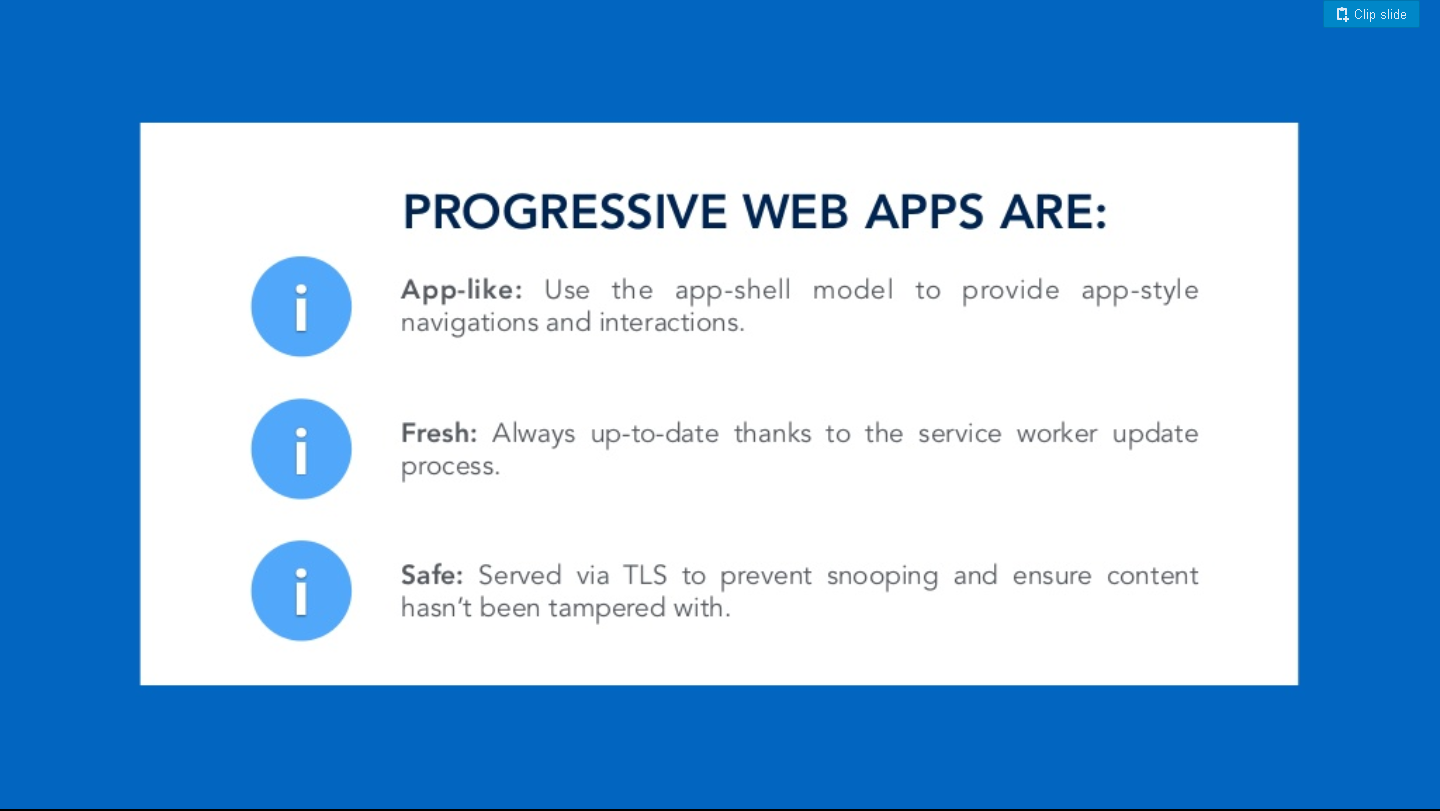 Clip slide
PROGRESSIVE WEB APPS ARE:
App-like: Use the app-shell model to provide app-style
navigations and interactions.
Fresh: Always up-to-date thanks to the service worker update
process.
Safe: Served via TLS to prevent snooping and ensure content
hasn't been tampered with.